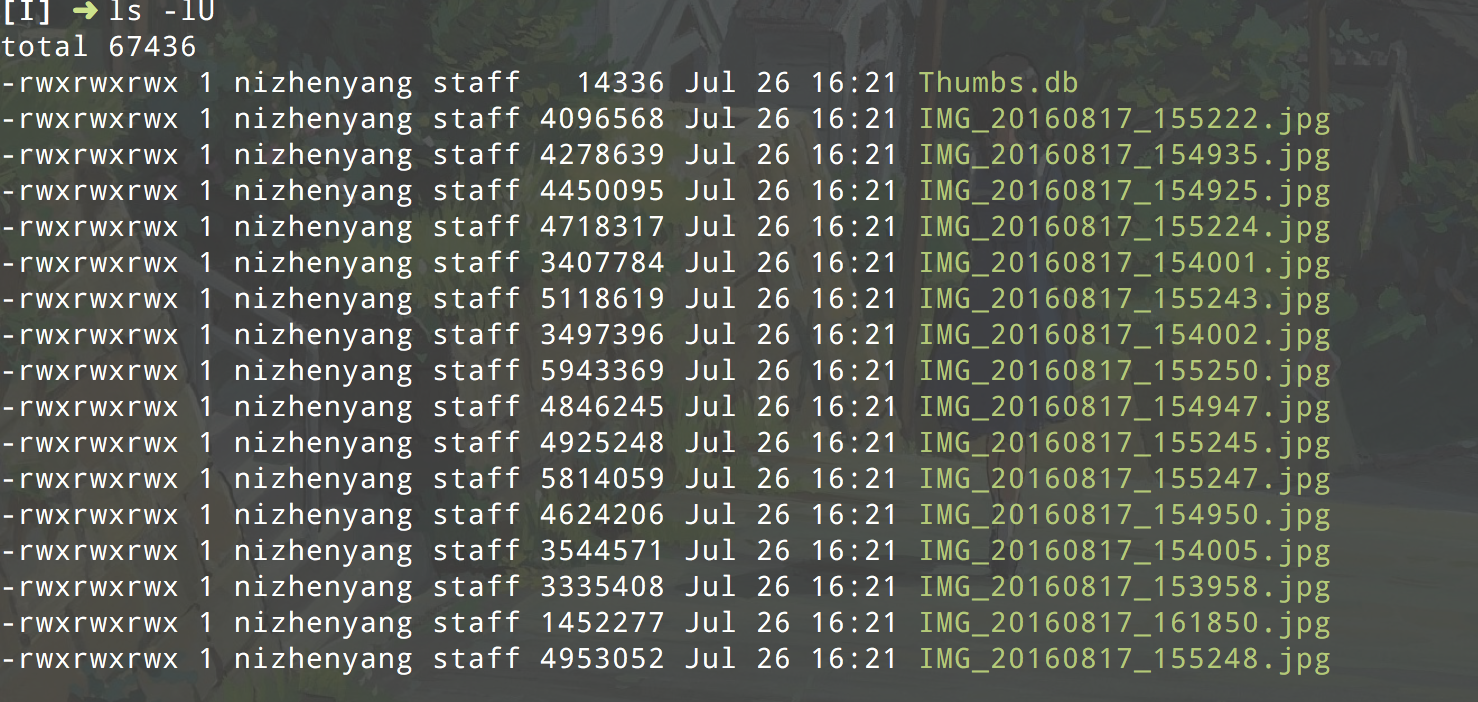 [I] ➜ ls -lU
total 67436
-rwxrwxrwx 1 nizhenyang staff   14336 Jul 26 16:21 Thumbs.db
-rwxrwxrwx 1 nizhenyang staff 4096568 Jul 26 16:21 IMG_20160817_155222.jpg
-rwxrwxrwx 1 nizhenyang staff 4278639 Jul 26 16:21 IMG_20160817_154935.jpg
-rwxrwxrwx 1 nizhenyang staff 4450095 Jul 26 16:21 IMG_20160817_154925.jpg
-rwxrwxrwx 1 nizhenyang staff 4718317 Jul 26 16:21 IMG_20160817_155224.jpg
-rwxrwxrwx 1 nizhenyang staff 3407784 Jul 26 16:21 IMG_20160817_154001.jpg
-rwxrwxrwx 1 nizhenyang staff 5118619 Jul 26 16:21 IMG_20160817_155243.jpg
-rwxrwxrwx 1 nizhenyang staff 3497396 Jul 26 16:21 IMG_20160817_154002.jpg
-rwxrwxrwx 1 nizhenyang staff 5943369 Jul 26 16:21 IMG_20160817_155250.jpg
-rwxrwxrwx 1 nizhenyang staff 4846245 Jul 26 16:21 IMG_20160817_154947.jpg
-rwxrwxrwx 1 nizhenyang staff 4925248 Jul 26 16:21 IMG_20160817_155245.jpg
-rwxrwxrwx 1 nizhenyang staff 5814059 Jul 26 16:21 IMG_20160817_155247.jpg
-rwxrwxrwx 1 nizhenyang staff 4624206 Jul 26 16:21 IMG_20160817_154950.jpg
-rwxrwxrwx 1 nizhenyang staff 3544571 Jul 26 16:21 IMG_20160817_154005.jpg
-rwxrwxrwx 1 nizhenyang staff 3335408 Jul 26 16:21 IMG_20160817_153958.jpg
-rwxrwxrwx 1 nizhenyang staff 1452277 Jul 26 16:21 IMG_20160817_161850.jpg
-rwxrwxrwx 1 nizhenyang staff 4953052 Jul 26 16:21 IMG_20160817_155248.jpg